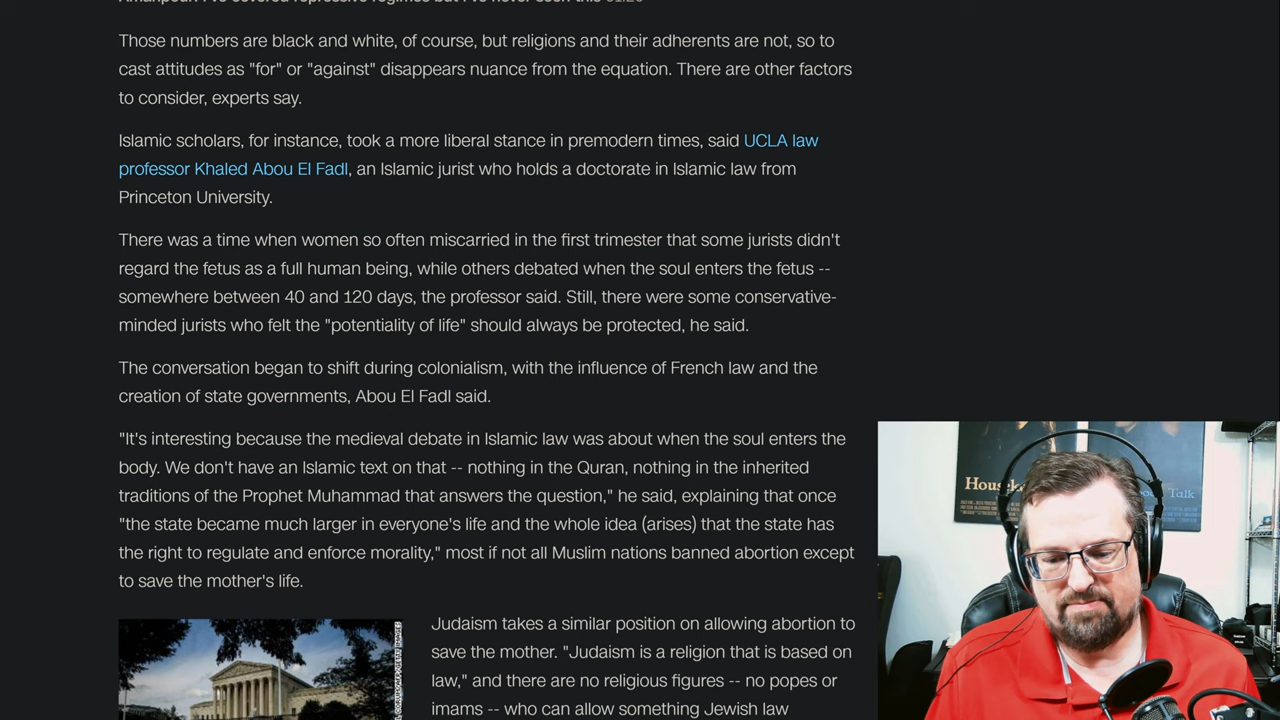 Amanpour: I've covered repressive regimes but I've never seen this 01:20
Those numbers are black and white, of course, but religions and their adherents are not, so to
cast attitudes as "for" or "against" disappears nuance from the equation. There are other factors
to consider, experts say.
Islamic scholars, for instance, took a more liberal stance in premodern times, said UCLA law
professor Khaled Abou El Fadl, an Islamic jurist who holds a doctorate in Islamic law from
Princeton University.
There was a time when women so often miscarried in the first trimester that some jurists didn't
regard the fetus as a full human being, while others debated when the soul enters the fetus --
somewhere between 40 and 120 days, the professor said. Still, there were some conservative-
minded jurists who felt the "potentiality of life" should always be protected, he said.
The conversation began to shift during colonialism, with the influence of French law and the
creation of state governments, Abou El Fadl said.
"It's interesting because the medieval debate in Islamic law was about when the soul enters the
body. We don't have an Islamic text on that -- nothing in the Quran, nothing in the inherited
traditions of the Prophet Muhammad that answers the question," he said, explaining that once
"the state became much larger in everyone's life and the whole idea (arises) that the state has
the right to regulate and enforce morality," most if not all Muslim nations banned abortion except
to save the mother's life.
Judaism takes a similar position on allowing abortion to
save the mother. "Judaism is a religion that is based on
law," and there are no religious figures -- no popes or
imams -- who can allow something Jewish law
Talk